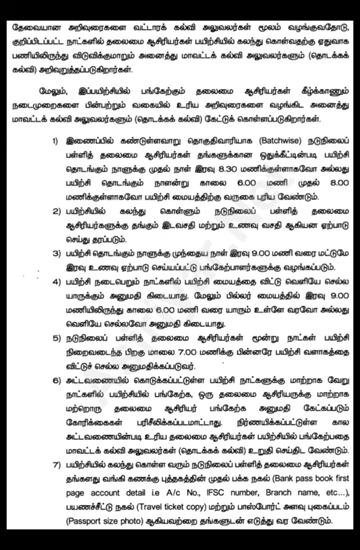 தேவையான அறிவுரைகளை வட்டாரக் கல்வி அலுவலர்கள் மூலம் வழங்குவதோடு,
குறிப்பிடப்பட்ட நாட்களில் தலைமை ஆசிரியர்கள் பயிற்சியில் கலந்து கொள்வதற்கு ஏதுவாக
பணியிலிருந்து விடுவிக்குமாறும் அனைத்து மாவட்டக் கல்வி அலுவலர்கள் (தொடக்கக்
கல்வி) அறிவுறுத்தப்படுகிறார்கள்.
மேலும், இப்பயிற்சியில் பங்கேற்கும் தலைமை ஆசிரியர்கள் கீழ்க்காணும்
நடைமுறைகளை பின்பற்றும் வகையில் உரிய அறிவுரைகளை வழங்கிட அனைத்து
மாவட்டக் கல்வி அலுவலர்கள் (தொடக்கக் கல்வி) கேட்டுக் கொள்ளப்படுகிறார்கள்.
1) இணைப்பில் கண்டுள்ளவாறு தொகுதிவாரியாக (Batchwise) நடுநிலைப்
பள்ளித் தலைமை ஆசிரியர்கள் தங்களுக்கான ஒதுக்கீட்டின்படி பயிற்சி
தொடங்கும் நாளுக்கு முதல் நாள் இரவு 8.30 மணிக்குள்ளாகவோ அல்லது
பயிற்சி தொடங்கும் நாளன்று காலை 6.00 மணி முதல் 8.00
மணிக்குள்ளாகவோ பயிற்சி மையத்திற்கு வருகை புரிய வேண்டும்.
2) பயிற்சியில் கலந்து கொள்ளும் நடுநிலைப் பள்ளித் தலைமை
ஆசிரியர்களுக்கு தங்கும் இடவசதி மற்றும் உணவு வசதி ஆகியன ஏற்பாடு
செய்து தரப்படும்.
3) பயிற்சி தொடங்கும் நாளுக்கு முந்தைய நாள் இரவு 9.00 மணி வரை மட்டுமே
இரவு உணவு ஏற்பாடு செய்யப்பட்டு பங்கேற்பாளர்களுக்கு வழங்கப்படும்.
4) பயிற்சி நடைபெறும் நாட்களில் பயிற்சி மையத்தை விட்டு வெளியே செல்ல
யாருக்கும் அனுமதி கிடையாது. மேலும் பில்லர் மையத்தில் இரவு 9.00
மணியிலிருந்து காலை 6.00 மணி வரை யாரும் உள்ளே வரவோ அல்லது
வெளியே செல்லவோ அனுமதி கிடையாது.
5) நடுநிலைப் பள்ளித் தலைமை ஆசிரியர்கள் மூன்று நாட்கள் பயிற்சி
நிறைவடைந்த பிறகு மாலை 7.00 மணிக்கு பின்னரே பயிற்சி வளாகத்தை
விட்டுச் செல்ல அனுமதிக்கப்படுவர்.
6) அட்டவணையில் கொடுக்கப்பட்டுள்ள பயிற்சி நாட்களுக்கு மாற்றாக வேறு
நாட்களில் பயிற்சியில் பங்கேற்க, ஒரு தலைமை ஆசிரியருக்கு மாற்றாக
மற்றொரு தலைமை ஆசிரியர் பங்கேற்க அனுமதி கேட்கப்படும்
கோரிக்கைகள் பரிசீலிக்கப்படமாட்டாது. நிர்ணயிக்கப்பட்டுள்ள கால
அட்டவணையின்படி உரிய தலைமை ஆசிரியர்கள் பயிற்சியில் பங்கேற்பதை
மாவட்டக் கல்வி அலுவலர்கள் (தொடக்கக் கல்வி) உறுதி செய்திட வேண்டும்.
7) பயிற்சியில் கலந்து கொள்ள வரும் நடுநிலைப் பள்ளித் தலைமை ஆசிரியர்கள்
தங்களது வங்கி கணக்கு புத்தகத்தின் முதல் பக்க நகல் (Bank pass book first
page account detail i.e A/c No., IFSC number, Branch name, etc...),
பயணச்சீட்டு நகல் (Travel ticket copy) மற்றும் பாஸ்போர்ட் அளவு புகைப்படம்
(Passport size photo) ஆகியவற்றை தங்களுடன் எடுத்து வர வேண்டும்.